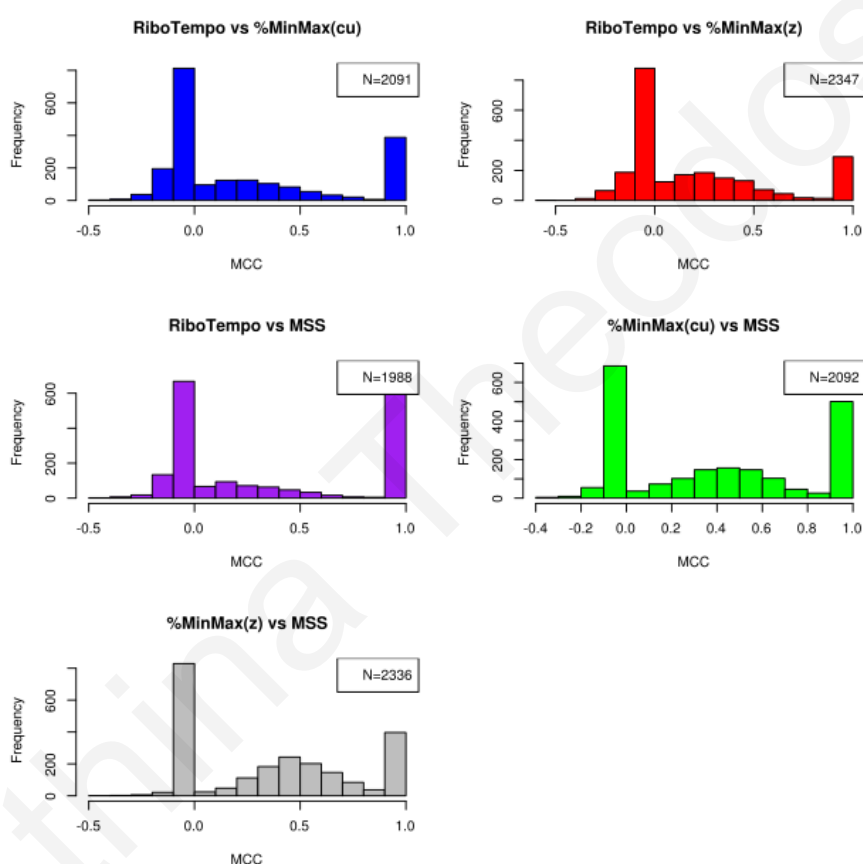 RiboTempo vs %MinMax(cu)
N=2091
Frequency
0 200 600
-0.5 0.0 0.5 1.0
MCC
RiboTempo vs %MinMax(z)
N=2347
Frequency
0 200 600
-0.5 0.0 0.5 1.0
MCC
RiboTempo vs MSS
N=1988
Frequency
0 200 600
-0.5 0.0 0.5 1.0
MCC
%MinMax(cu) vs MSS
N=2092
Frequency
0 200 400 600
-0.4 -0.2 0.0 0.2 0.4 0.6 0.8 1.0
MCC
%MinMax(z) vs MSS
N=2336
Frequency
0 200 600
-0.5 0.0 0.5 1.0
MCC
thina Theodos